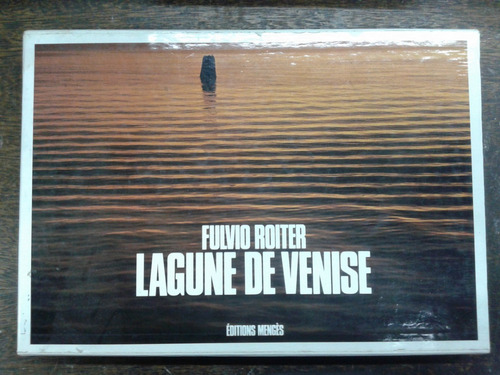 FULVIO ROITER
LAGUNE DE VENISE
ÉDITIONS MENGÈS